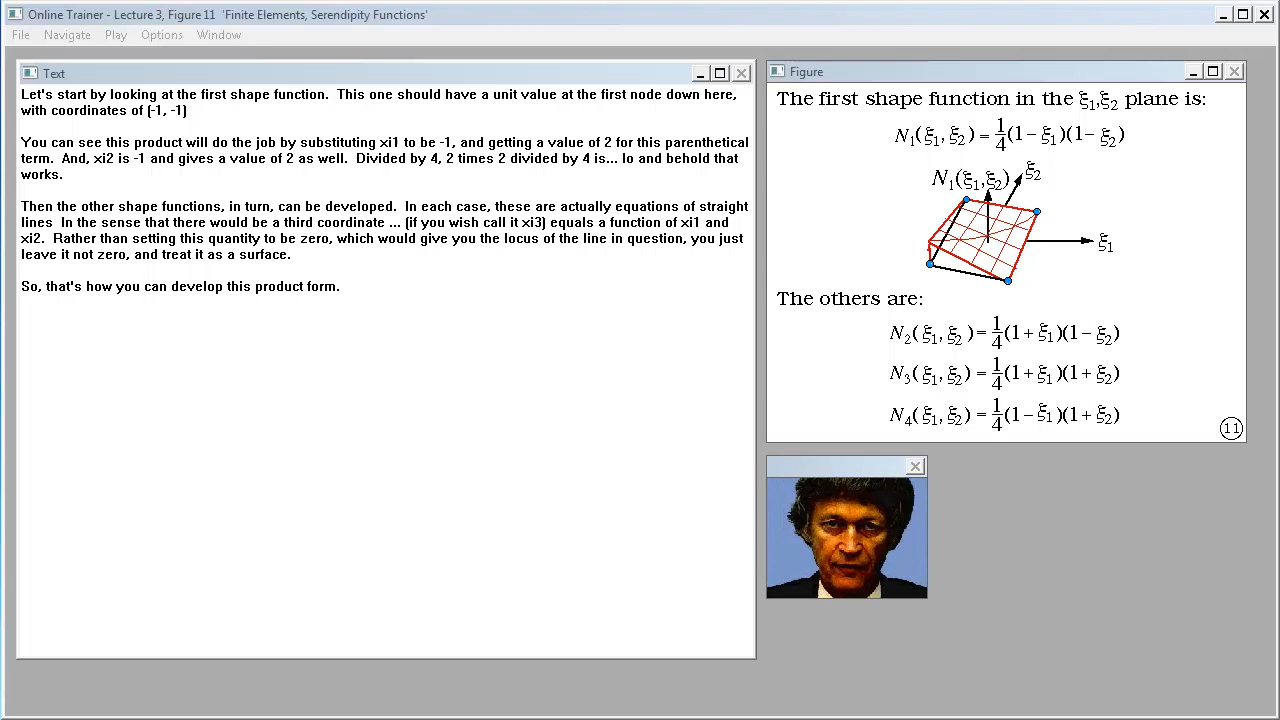 Online Trainer - Lecture 3, Figure 11 'Finite Elements, Serendipity Functions'
File Navigate Play Options Window
Text
Let's start by looking at the first shape function. This one should have a unit value at the first node down here,
with coordinates of (-1, -1)
You can see this product will do the job by substituting xi1 to be -1, and getting a value of 2 for this parenthetical
term. And, xi2 is -1 and gives a value of 2 as well. Divided by 4, 2 times 2 divided by 4 is... lo and behold that
works.
Then the other shape functions, in turn, can be developed. In each case, these are actually equations of straight
lines In the sense that there would be a third coordinate ... (if you wish call it xi3) equals a function of xi1 and
xi2. Rather than setting this quantity to be zero, which would give you the locus of the line in question, you just
leave it not zero, and treat it as a surface.
So, that's how you can develop this product form.
Figure
The first shape function in the ξ₁,ξ₂ plane is:
N₁(ξ₁, ξ₂) = 1/4(1 − ξ₁)(1 − ξ₂)
N₁(ξ₁,ξ₂)
ξ₂
ξ₁
The others are:
N₂(ξ₁, ξ₂) = 1/4(1 + ξ₁)(1 − ξ₂)
N₃(ξ₁, ξ₂) = 1/4(1 + ξ₁)(1 + ξ₂)
N₄(ξ₁, ξ₂) = 1/4(1 − ξ₁)(1 + ξ₂)
11